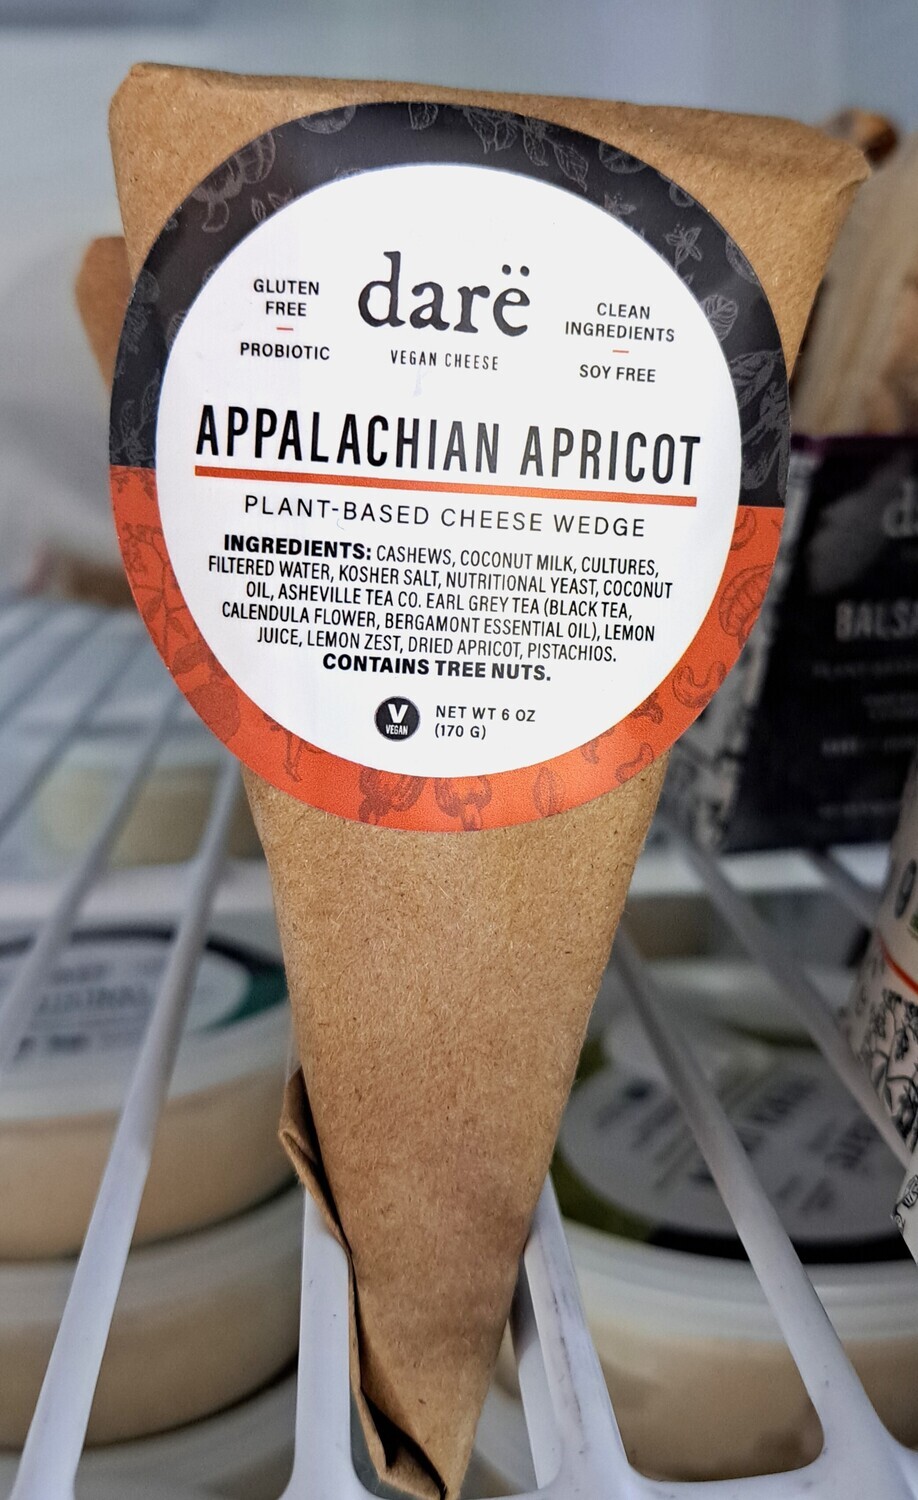 darë
VEGAN CHEESE
GLUTEN
FREE
PROBIOTIC
CLEAN
INGREDIENTS
SOY FREE
APPALACHIAN APRICOT
PLANT-BASED CHEESE WEDGE
INGREDIENTS: CASHEWS, COCONUT MILK, CULTURES,
FILTERED WATER, KOSHER SALT, NUTRITIONAL YEAST, COCONUT
OIL, ASHEVILLE TEA CO. EARL GREY TEA (BLACK TEA,
CALENDULA FLOWER, BERGAMONT ESSENTIAL OIL), LEMON
JUICE, LEMON ZEST, DRIED APRICOT, PISTACHIOS.
CONTAINS TREE NUTS.
V
VEGAN
NET WT 6 OZ
(170 G)